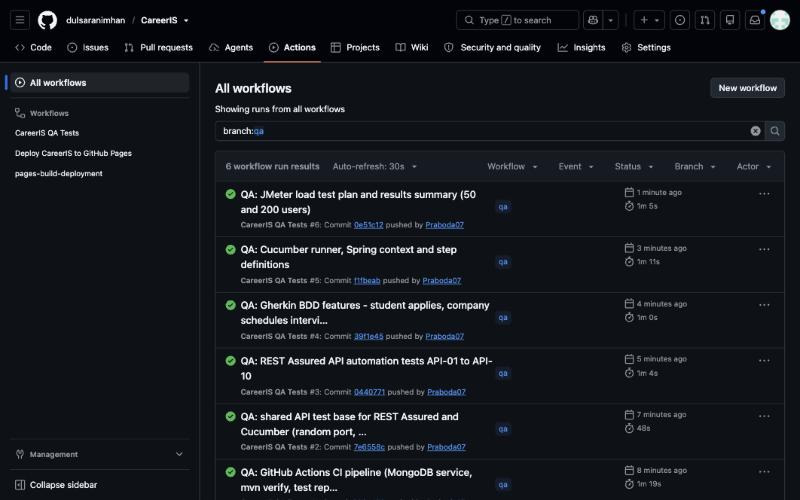 dulsaranimhan / CareerIS
Type / to search
Code
Issues
Pull requests
Agents
Actions
Projects
Wiki
Security and quality
Insights
Settings
All workflows
Workflows
CareerIS QA Tests
Deploy CareerIS to GitHub Pages
pages-build-deployment
Management
Collapse sidebar
All workflows
New workflow
Showing runs from all workflows
branch:qa
6 workflow run results
Auto-refresh: 30s
Workflow
Event
Status
Branch
Actor
QA: JMeter load test plan and results summary (50
and 200 users)
CareerIS QA Tests #6: Commit 0e51c12 pushed by Praboda07
qa
1 minute ago
1m 5s
QA: Cucumber runner, Spring context and step
definitions
CareerIS QA Tests #5: Commit f1fbeab pushed by Praboda07
qa
3 minutes ago
1m 11s
QA: Gherkin BDD features - student applies, company
schedules intervi...
CareerIS QA Tests #4: Commit 39f1e45 pushed by Praboda07
qa
4 minutes ago
1m 0s
QA: REST Assured API automation tests API-01 to API-
10
CareerIS QA Tests #3: Commit 0440771 pushed by Praboda07
qa
5 minutes ago
1m 4s
QA: shared API test base for REST Assured and
Cucumber (random port, ...
CareerIS QA Tests #2: Commit 7e6558c pushed by Praboda07
qa
7 minutes ago
48s
QA: GitHub Actions CI pipeline (MongoDB service,
mvn verify, test rep...
qa
8 minutes ago
1m 19s